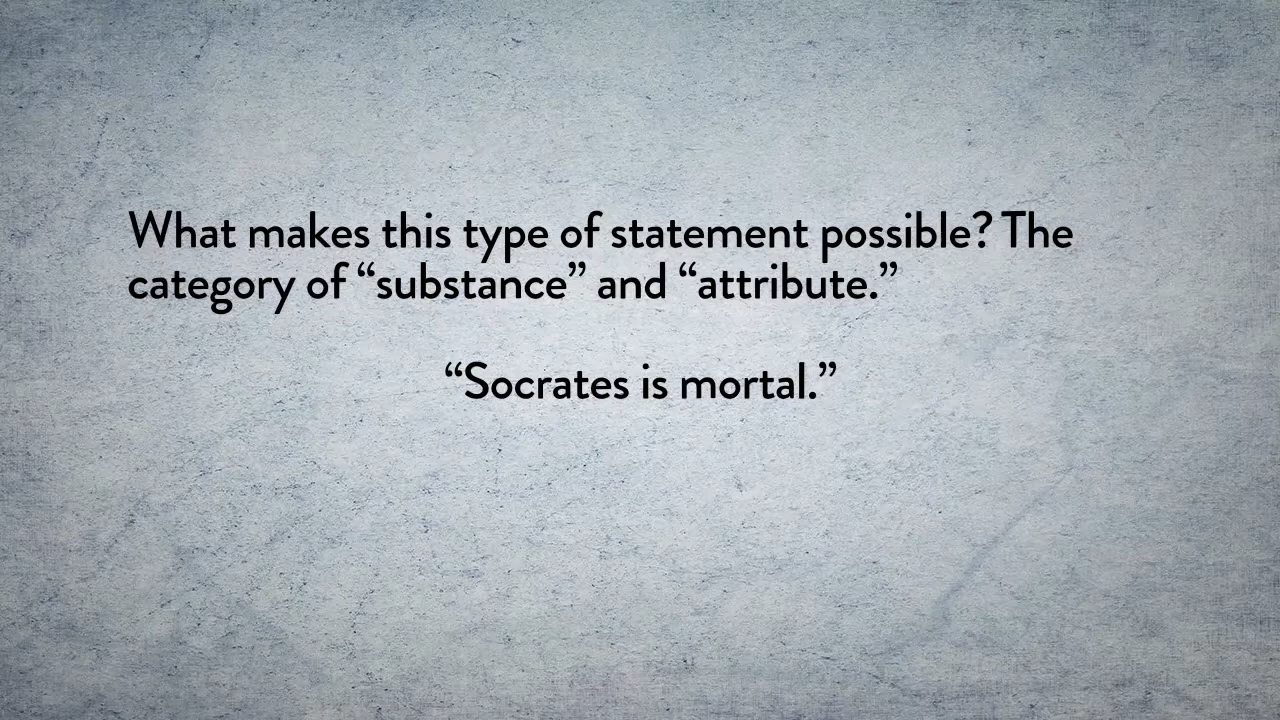 What makes this type of statement possible? The
category of “substance” and “attribute.”
“Socrates is mortal.”